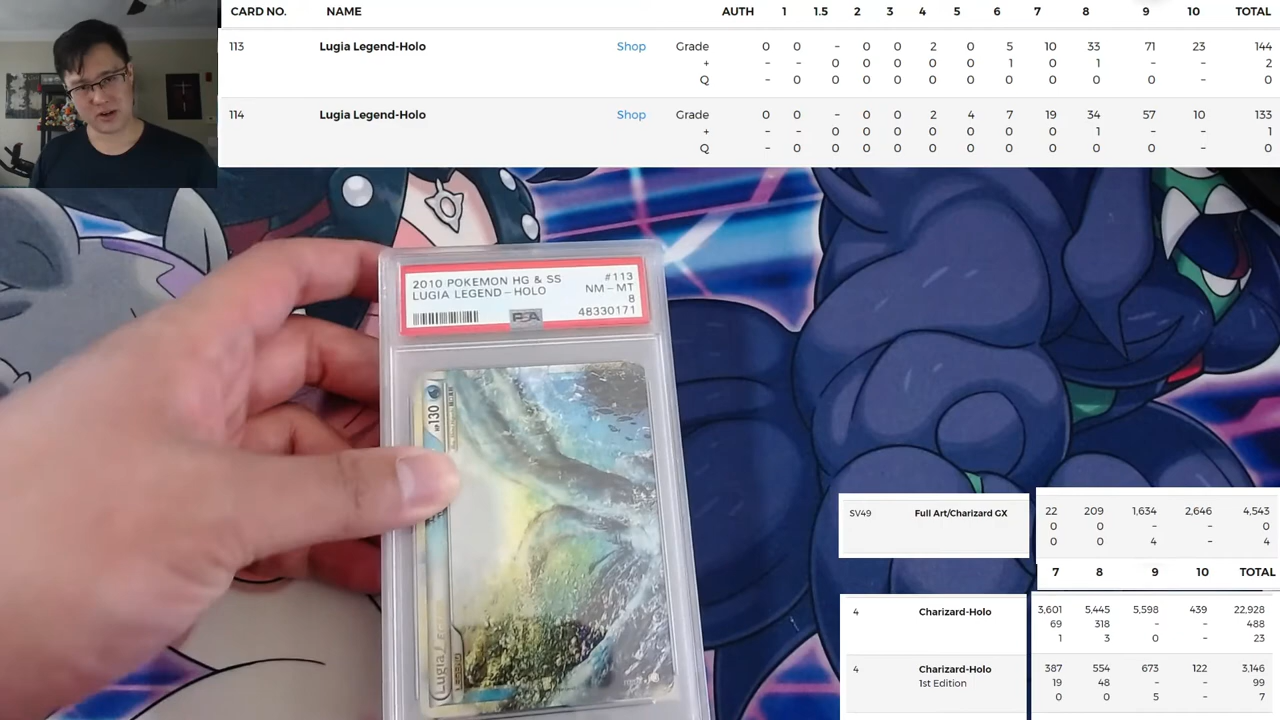 CARD NO. NAME AUTH 1 1.5 2 3 4 5 6 7 8 9 10 TOTAL
113 Lugia Legend-Holo Shop Grade 0 0 - 0 0 2 0 5 10 33 71 23 144
+ - - 0 0 0 0 0 1 0 1 - - 2
Q - 0 0 0 0 0 0 0 0 0 0 - 0
114 Lugia Legend-Holo Shop Grade 0 0 - 0 0 2 4 7 19 34 57 10 133
+ - - 0 0 0 0 0 0 0 1 - - 1
Q - 0 0 0 0 0 0 0 0 0 0 - 0
2010 POKEMON HG & SS #113
LUGIA LEGEND-HOLO NM-MT
8
PSA 48330171
HP130
Lugia
SV49 Full Art/Charizard GX 22 209 1,634 2,646 4,543
0 0 - - 0
0 0 4 - 4
7 8 9 10 TOTAL
4 Charizard-Holo 3,601 5,445 5,598 439 22,928
69 318 - - 488
1 3 0 - 23
4 Charizard-Holo 387 554 673 122 3,146
1st Edition 19 48 - - 99
0 0 5 - 7